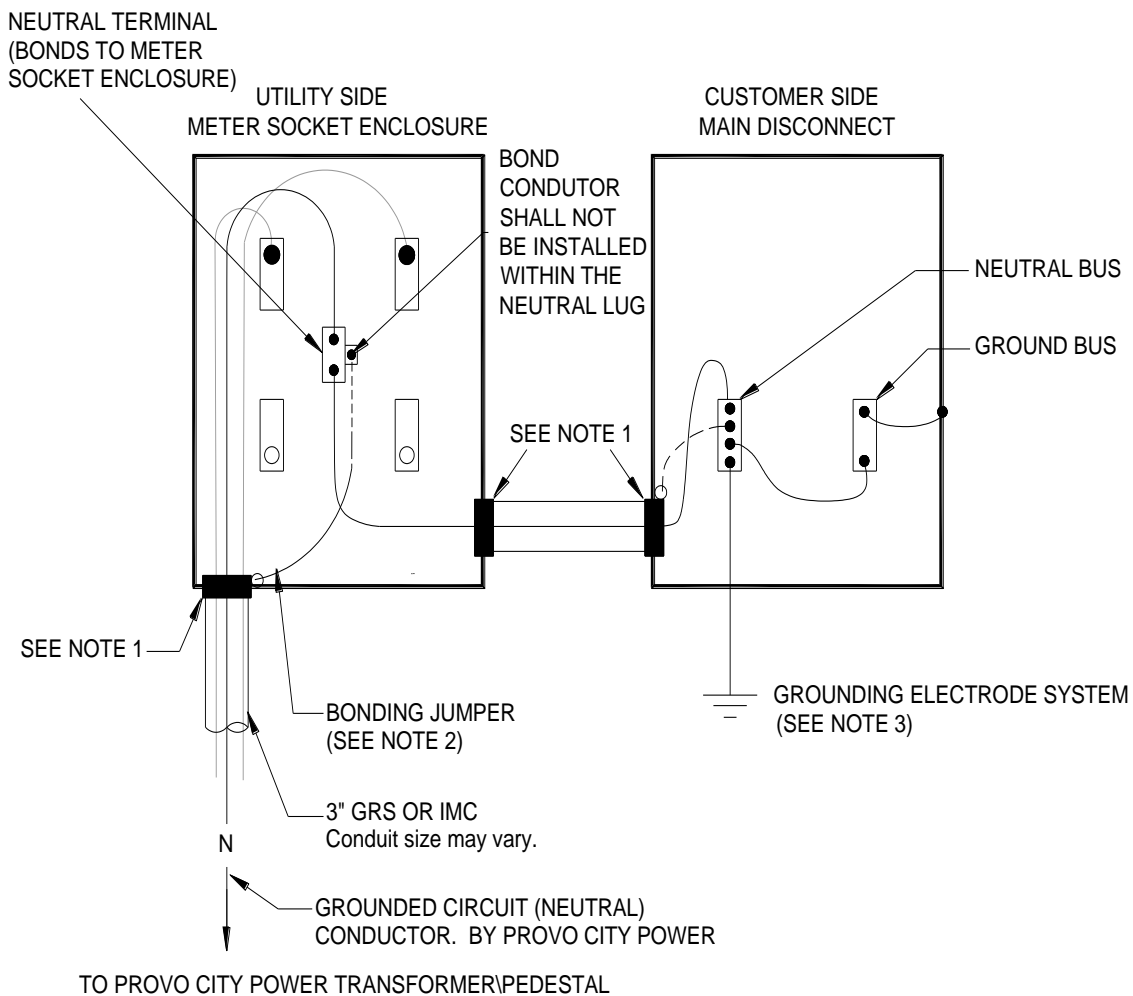 NEUTRAL TERMINAL
(BONDS TO METER
SOCKET ENCLOSURE)
UTILITY SIDE
METER SOCKET ENCLOSURE
CUSTOMER SIDE
MAIN DISCONNECT
BOND
CONDUTOR
SHALL NOT
BE INSTALLED
WITHIN THE
NEUTRAL LUG
NEUTRAL BUS
GROUND BUS
SEE NOTE 1
SEE NOTE 1
BONDING JUMPER
(SEE NOTE 2)
GROUNDING ELECTRODE SYSTEM
(SEE NOTE 3)
3" GRS OR IMC
Conduit size may vary.
N
GROUNDED CIRCUIT (NEUTRAL)
CONDUCTOR. BY PROVO CITY POWER
TO PROVO CITY POWER TRANSFORMER\PEDESTAL